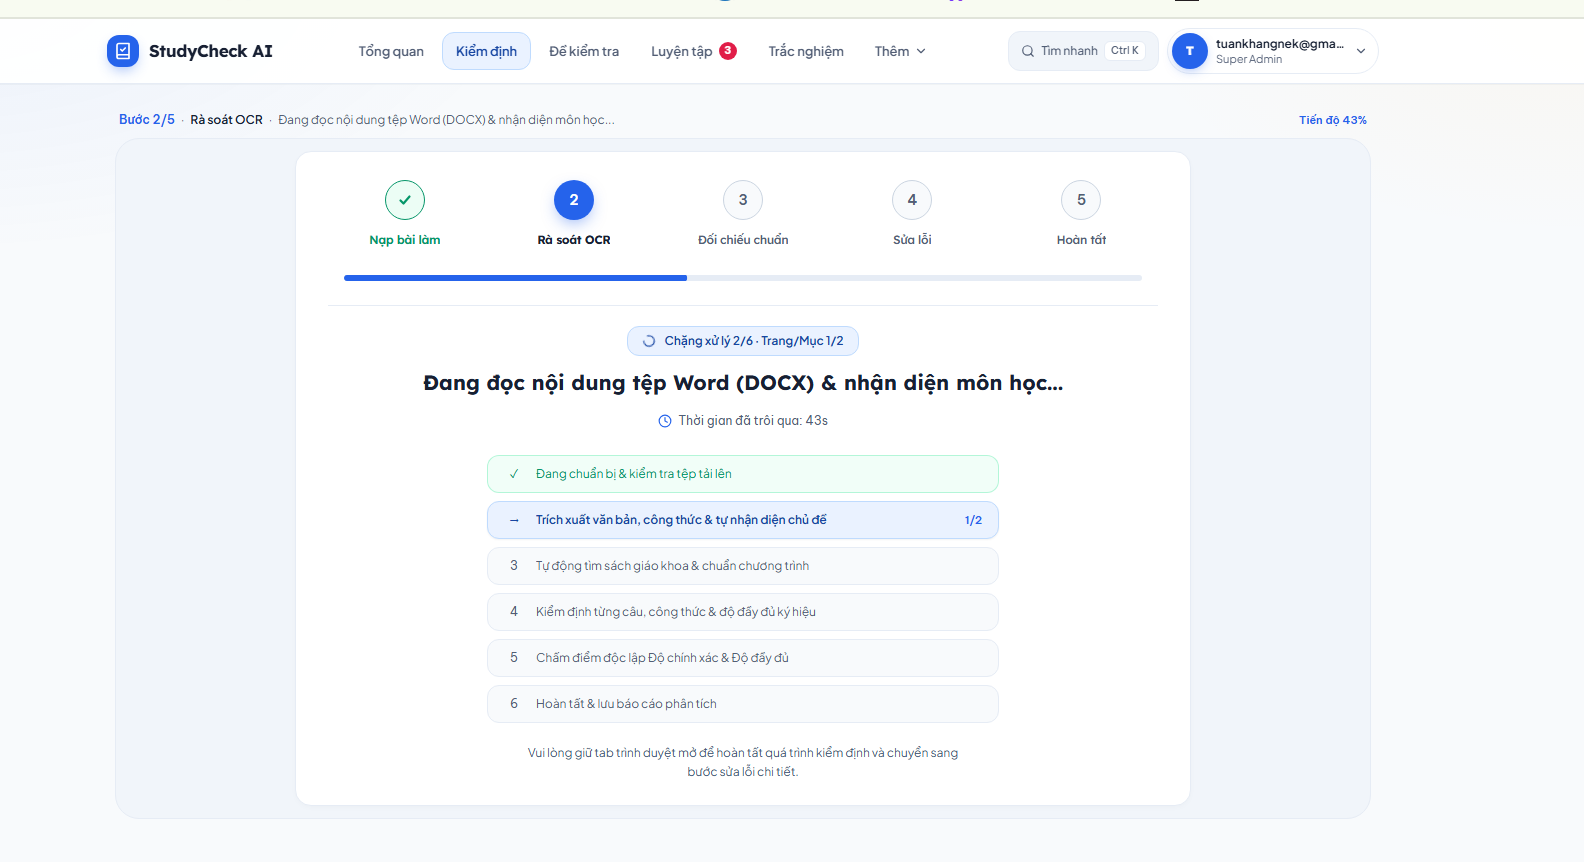 StudyCheck AI
Tổng quan
Kiểm định
Đề kiểm tra
Luyện tập 3
Trắc nghiệm
Thêm
Tìm nhanh Ctrl K
T
tuankhangnek@gma...
Super Admin
Bước 2/5 · Rà soát OCR · Đang đọc nội dung tệp Word (DOCX) & nhận diện môn học...
Tiến độ 43%
2 3 4 5
Nạp bài làm
Rà soát OCR
Đối chiếu chuẩn
Sửa lỗi
Hoàn tất
Chặng xử lý 2/6 · Trang/Mục 1/2
Đang đọc nội dung tệp Word (DOCX) & nhận diện môn học...
Thời gian đã trôi qua: 43s
✓ Đang chuẩn bị & kiểm tra tệp tải lên
→ Trích xuất văn bản, công thức & tự nhận diện chủ đề 1/2
3 Tự động tìm sách giáo khoa & chuẩn chương trình
4 Kiểm định từng câu, công thức & độ đầy đủ ký hiệu
5 Chấm điểm độc lập Độ chính xác & Độ đầy đủ
6 Hoàn tất & lưu báo cáo phân tích
Vui lòng giữ tab trình duyệt mở để hoàn tất quá trình kiểm định và chuyển sang
bước sửa lỗi chi tiết.